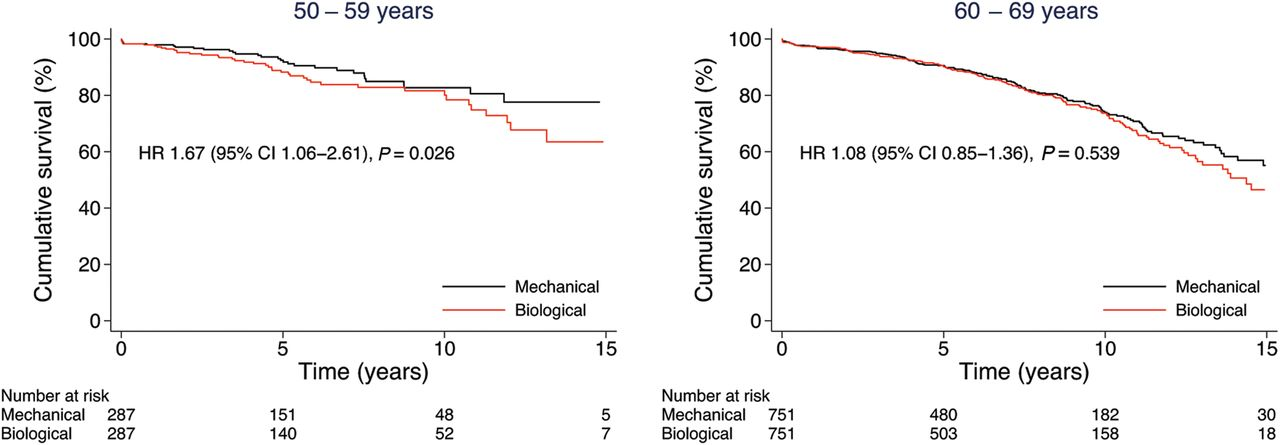 50 – 59 years
Cumulative survival (%)
100
80
60
40
20
0
HR 1.67 (95% CI 1.06–2.61), P = 0.026
Mechanical
Biological
0 5 10 15
Time (years)
Number at risk
Mechanical 287 151 48 5
Biological 287 140 52 7
60 – 69 years
Cumulative survival (%)
100
80
60
40
20
0
HR 1.08 (95% CI 0.85–1.36), P = 0.539
Mechanical
Biological
0 5 10 15
Time (years)
Number at risk
Mechanical 751 480 182 30
Biological 751 503 158 18